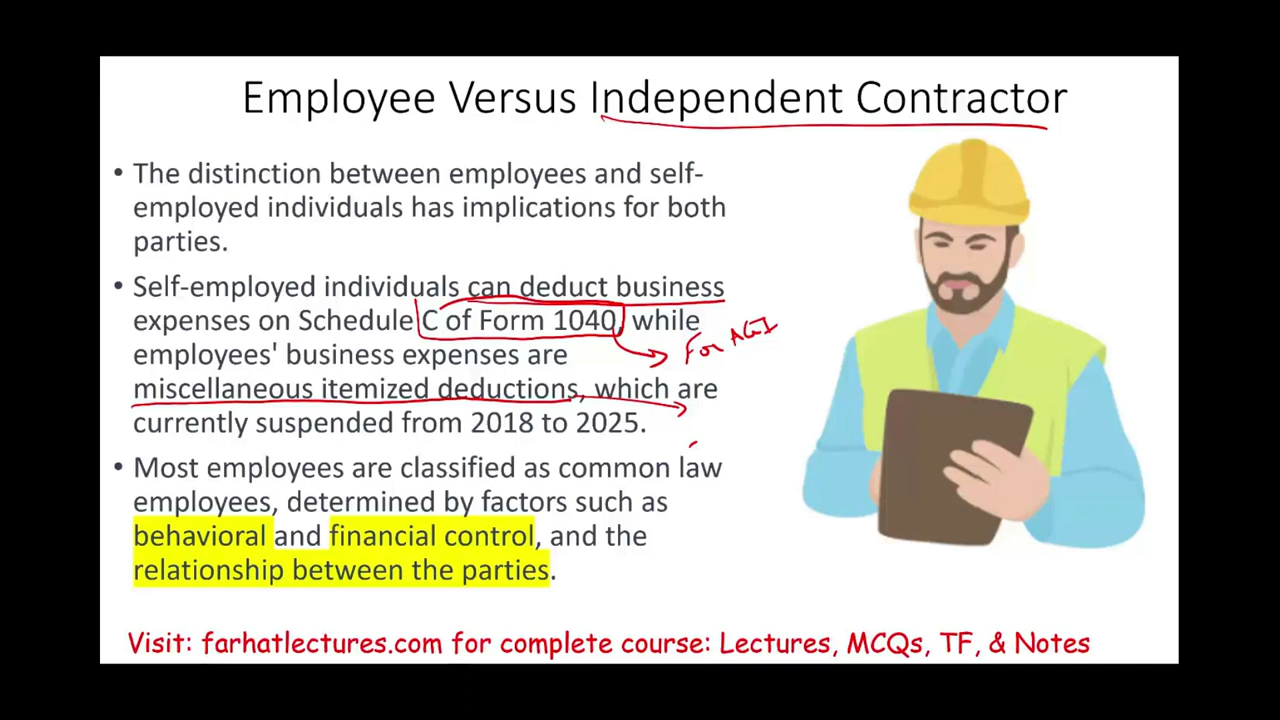 Employee Versus Independent Contractor
• The distinction between employees and self-
employed individuals has implications for both
parties.
• Self-employed individuals can deduct business
expenses on Schedule C of Form 1040, while
For AGI
employees' business expenses are
miscellaneous itemized deductions, which are
currently suspended from 2018 to 2025.
• Most employees are classified as common law
employees, determined by factors such as
behavioral and financial control, and the
relationship between the parties.
Visit: farhatlectures.com for complete course: Lectures, MCQs, TF, & Notes